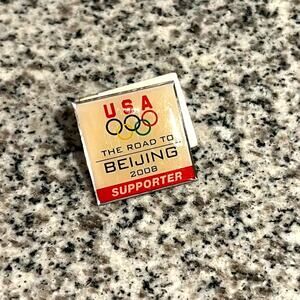 USA
THE ROAD TO
BEIJING
2008
SUPPORTER